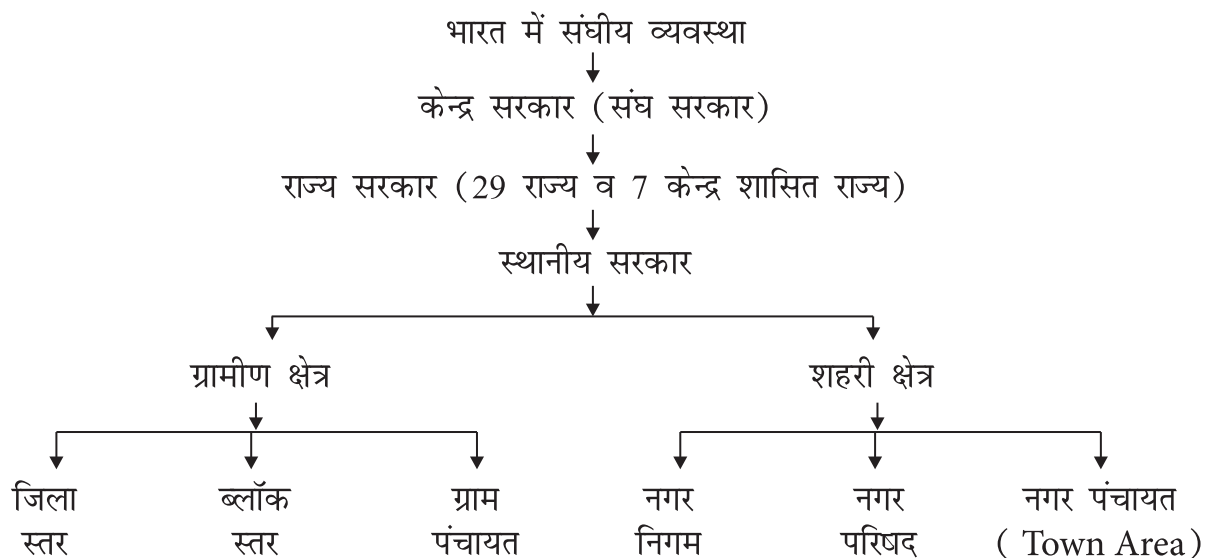 भारत में संघीय व्यवस्था
केन्द्र सरकार (संघ सरकार)
राज्य सरकार (29 राज्य व 7 केन्द्र शासित राज्य)
स्थानीय सरकार
ग्रामीण क्षेत्र
शहरी क्षेत्र
जिला
स्तर
ब्लॉक
स्तर
ग्राम
पंचायत
नगर
निगम
नगर
परिषद
नगर पंचायत
( Town Area)